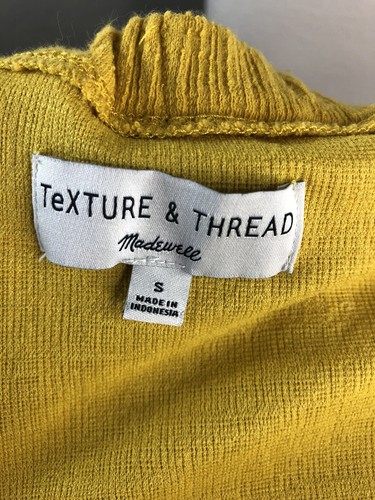 TeXTURE & THREAD
Madewell
S
MADE IN
INDONESIA